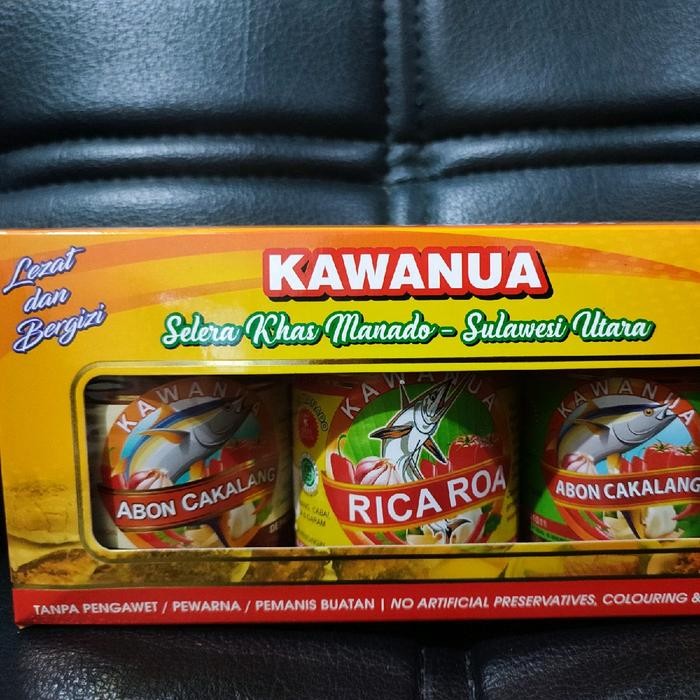 Lezat
dan
Bergizi
KAWANUA
Selera Khas Manado - Sulawesi Utara
KAWANUA
ABON CAKALANG
KAWANUA
RICA ROA
KAWANUA
ABON CAKALANG
TANPA PENGAWET / PEWARNA / PEMANIS BUATAN | NO ARTIFICIAL PRESERVATIVES, COLOURING &